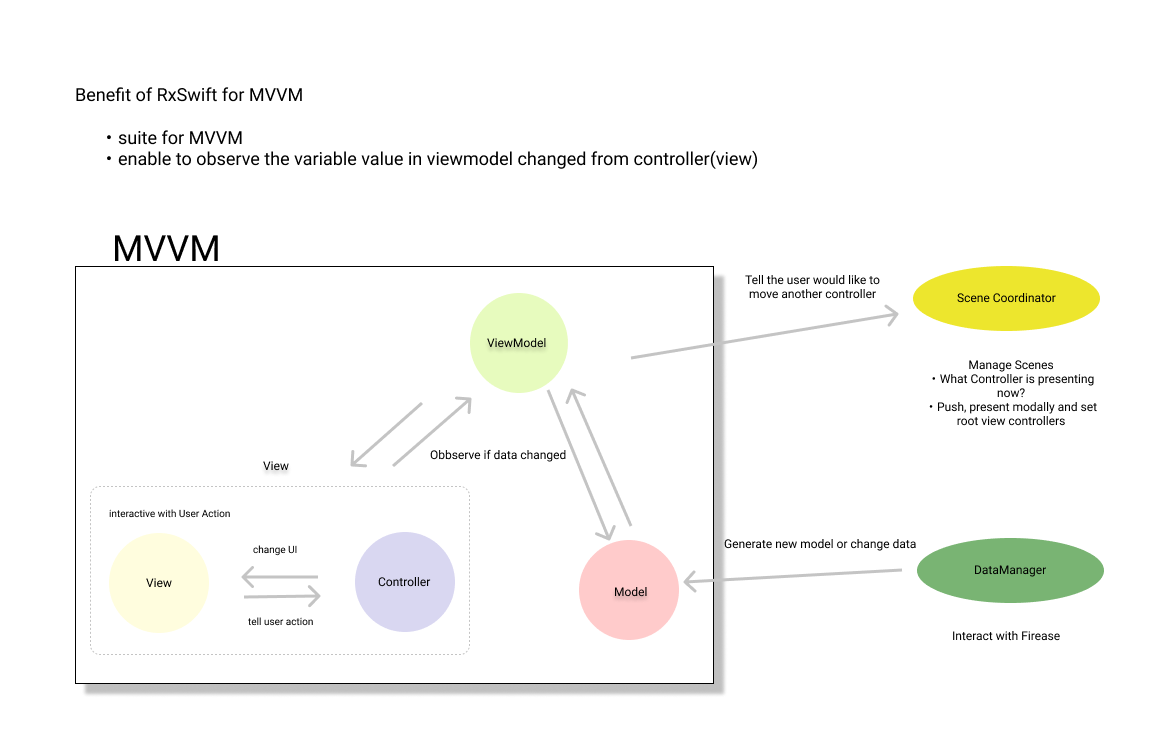 Benefit of RxSwift for MVVM
・suite for MVVM
・enable to observe the variable value in viewmodel changed from controller(view)
MVVM
Tell the user would like to
move another controller
Scene Coordinator
ViewModel
Manage Scenes
・What Controller is presenting
now?
・Push, present modally and set
root view controllers
Obbserve if data changed
View
interactive with User Action
change UI
View
Controller
tell user action
Model
Generate new model or change data
DataManager
Interact with Firease